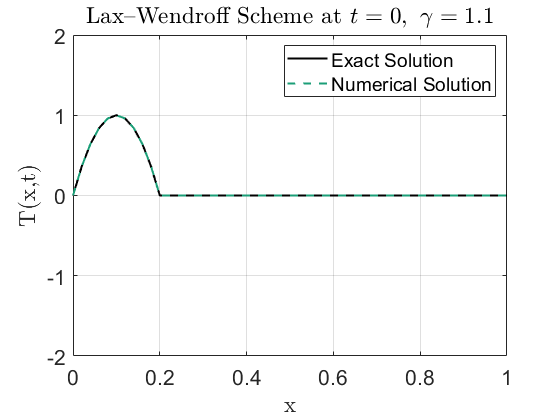 Lax–Wendroff Scheme at t = 0, γ = 1.1
Exact Solution
Numerical Solution
T(x,t)
2
1
0
-1
-2
0 0.2 0.4 0.6 0.8 1
x